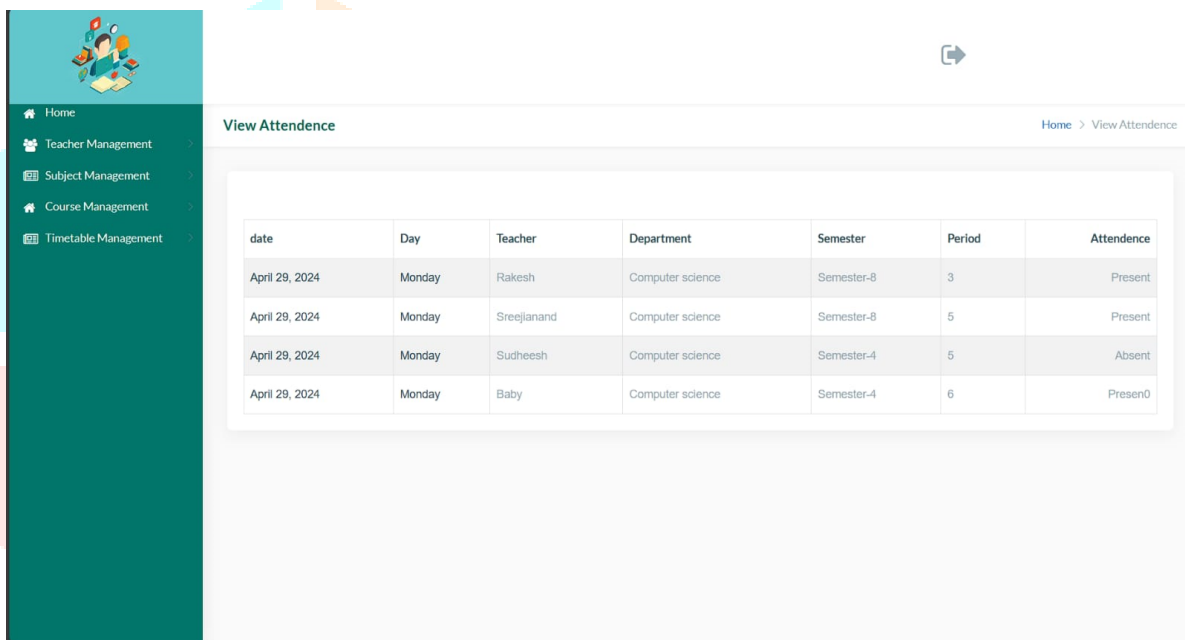 Home
Teacher Management
Subject Management
Course Management
Timetable Management
View Attendence
Home > View Attendence
date Day Teacher Department Semester Period Attendence
April 29, 2024 Monday Rakesh Computer science Semester-8 3 Present
April 29, 2024 Monday Sreejianand Computer science Semester-8 5 Present
April 29, 2024 Monday Sudheesh Computer science Semester-4 5 Absent
April 29, 2024 Monday Baby Computer science Semester-4 6 Presen0